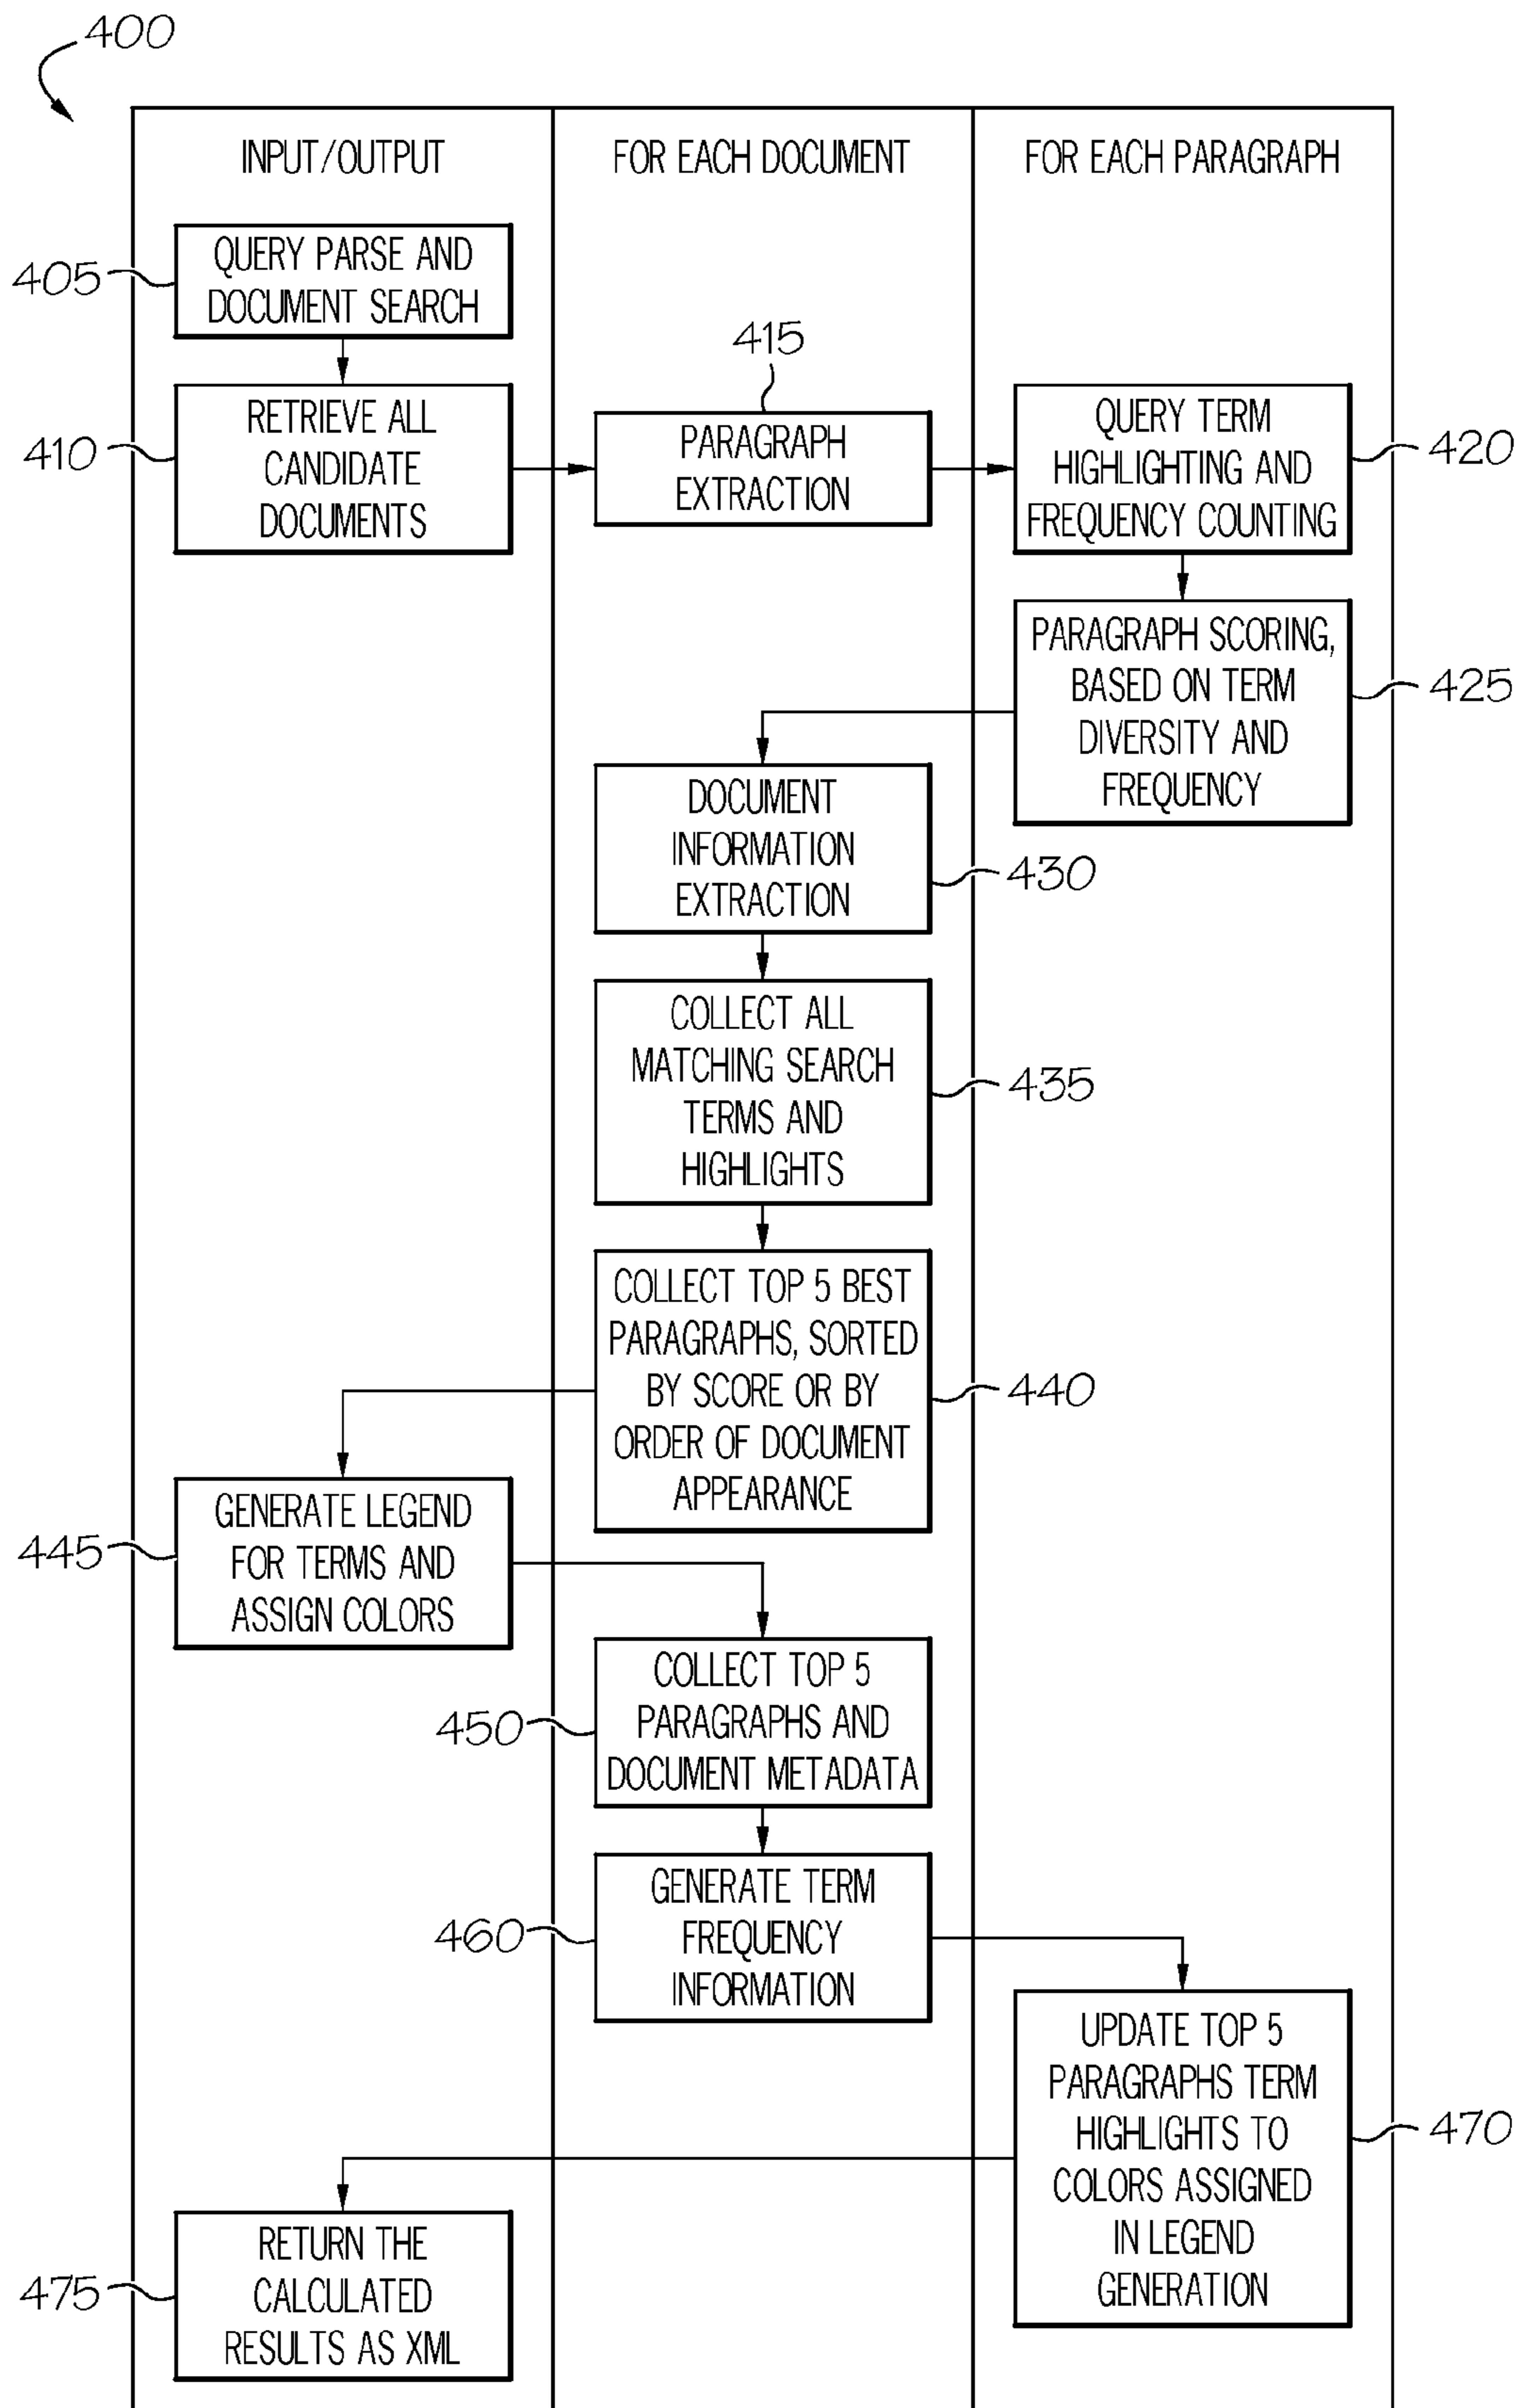 400
INPUT/OUTPUT
FOR EACH DOCUMENT
FOR EACH PARAGRAPH
405
QUERY PARSE AND
DOCUMENT SEARCH
410
RETRIEVE ALL
CANDIDATE
DOCUMENTS
415
PARAGRAPH
EXTRACTION
QUERY TERM
HIGHLIGHTING AND
FREQUENCY COUNTING
420
PARAGRAPH SCORING,
BASED ON TERM
DIVERSITY AND
FREQUENCY
425
DOCUMENT
INFORMATION
EXTRACTION
430
COLLECT ALL
MATCHING SEARCH
TERMS AND
HIGHLIGHTS
435
COLLECT TOP 5 BEST
PARAGRAPHS, SORTED
BY SCORE OR BY
ORDER OF DOCUMENT
APPEARANCE
440
445
GENERATE LEGEND
FOR TERMS AND
ASSIGN COLORS
450
COLLECT TOP 5
PARAGRAPHS AND
DOCUMENT METADATA
460
GENERATE TERM
FREQUENCY
INFORMATION
UPDATE TOP 5
PARAGRAPHS TERM
HIGHLIGHTS TO
COLORS ASSIGNED
IN LEGEND
GENERATION
470
475
RETURN THE
CALCULATED
RESULTS AS XML